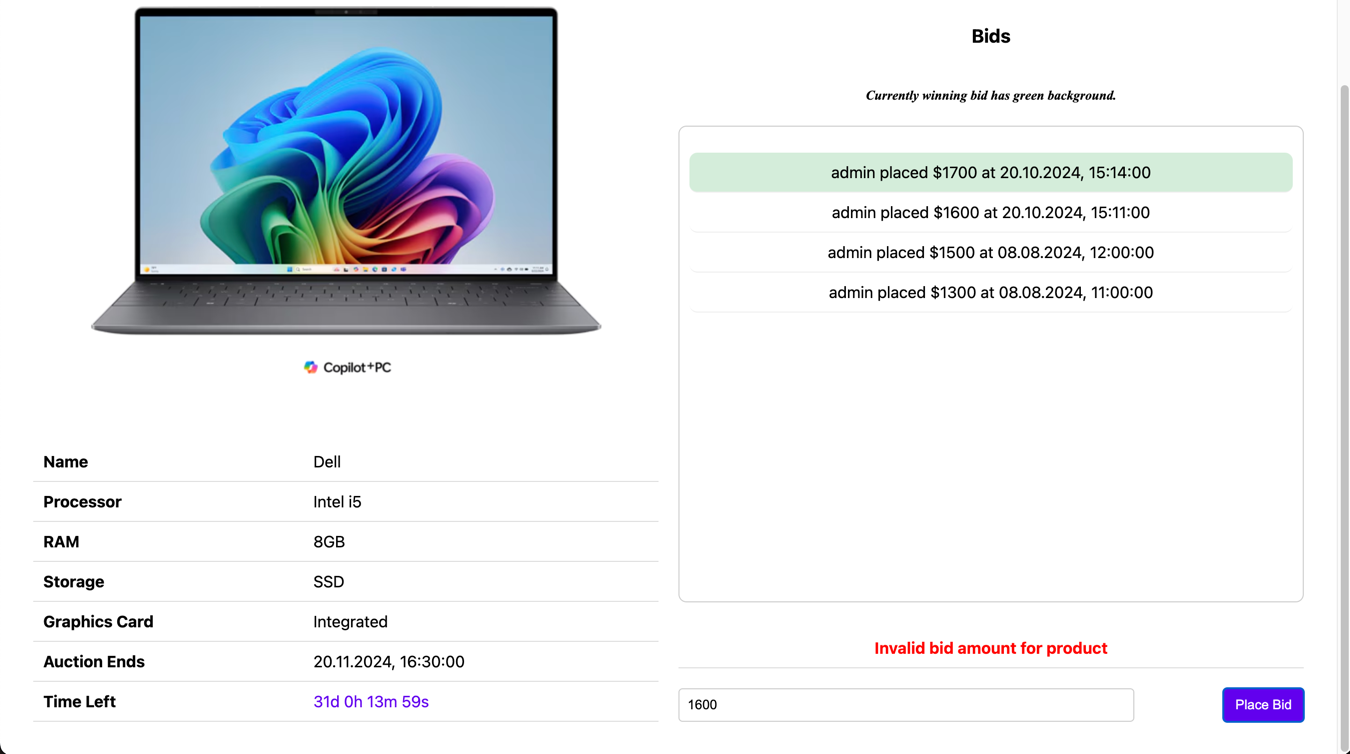 Copilot+PC
Name Dell
Processor Intel i5
RAM 8GB
Storage SSD
Graphics Card Integrated
Auction Ends 20.11.2024, 16:30:00
Time Left 31d 0h 13m 59s
Bids
Currently winning bid has green background.
admin placed $1700 at 20.10.2024, 15:14:00
admin placed $1600 at 20.10.2024, 15:11:00
admin placed $1500 at 08.08.2024, 12:00:00
admin placed $1300 at 08.08.2024, 11:00:00
Invalid bid amount for product
1600
Place Bid